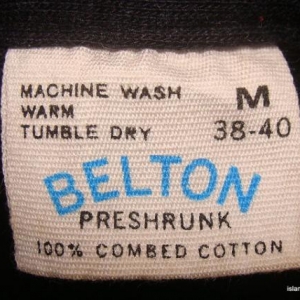 MACHINE WASH M
WARM
TUMBLE DRY 38-40
BELTON
PRESHRUNK
100% COMBED COTTON